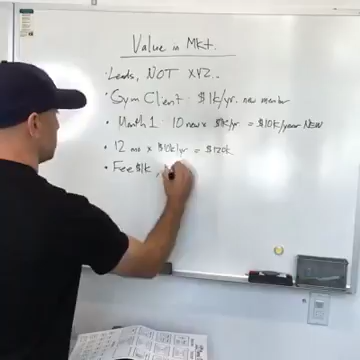 Value in Mkt.
· Leads, NOT XYZ.
· Gym Client: $1k/yr. new member
· Month 1: 10 new x $1k/yr = $10k/year NEW
· 12 mo x $10k/yr = $120k
· Fee $1k